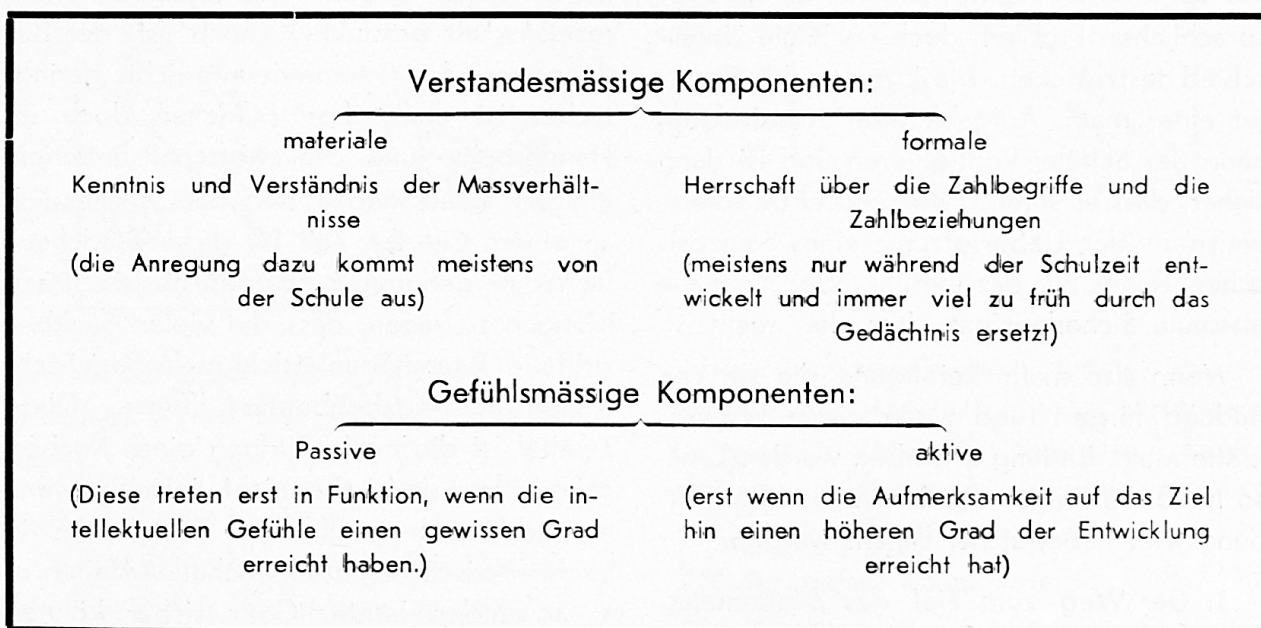 Verstandesmässige Komponenten:
materiale
Kenntnis und Verständnis der Massverhält-
nisse
(die Anregung dazu kommt meistens von
der Schule aus)
formale
Herrschaft über die Zahlbegriffe und die
Zahlbeziehungen
(meistens nur während der Schulzeit ent-
wickelt und immer viel zu früh durch das
Gedächtnis ersetzt)
Gefühlsmässige Komponenten:
Passive
(Diese treten erst in Funktion, wenn die in-
tellektuellen Gefühle einen gewissen Grad
erreicht haben.)
aktive
(erst wenn die Aufmerksamkeit auf das Ziel
hin einen höheren Grad der Entwicklung
erreicht hat)